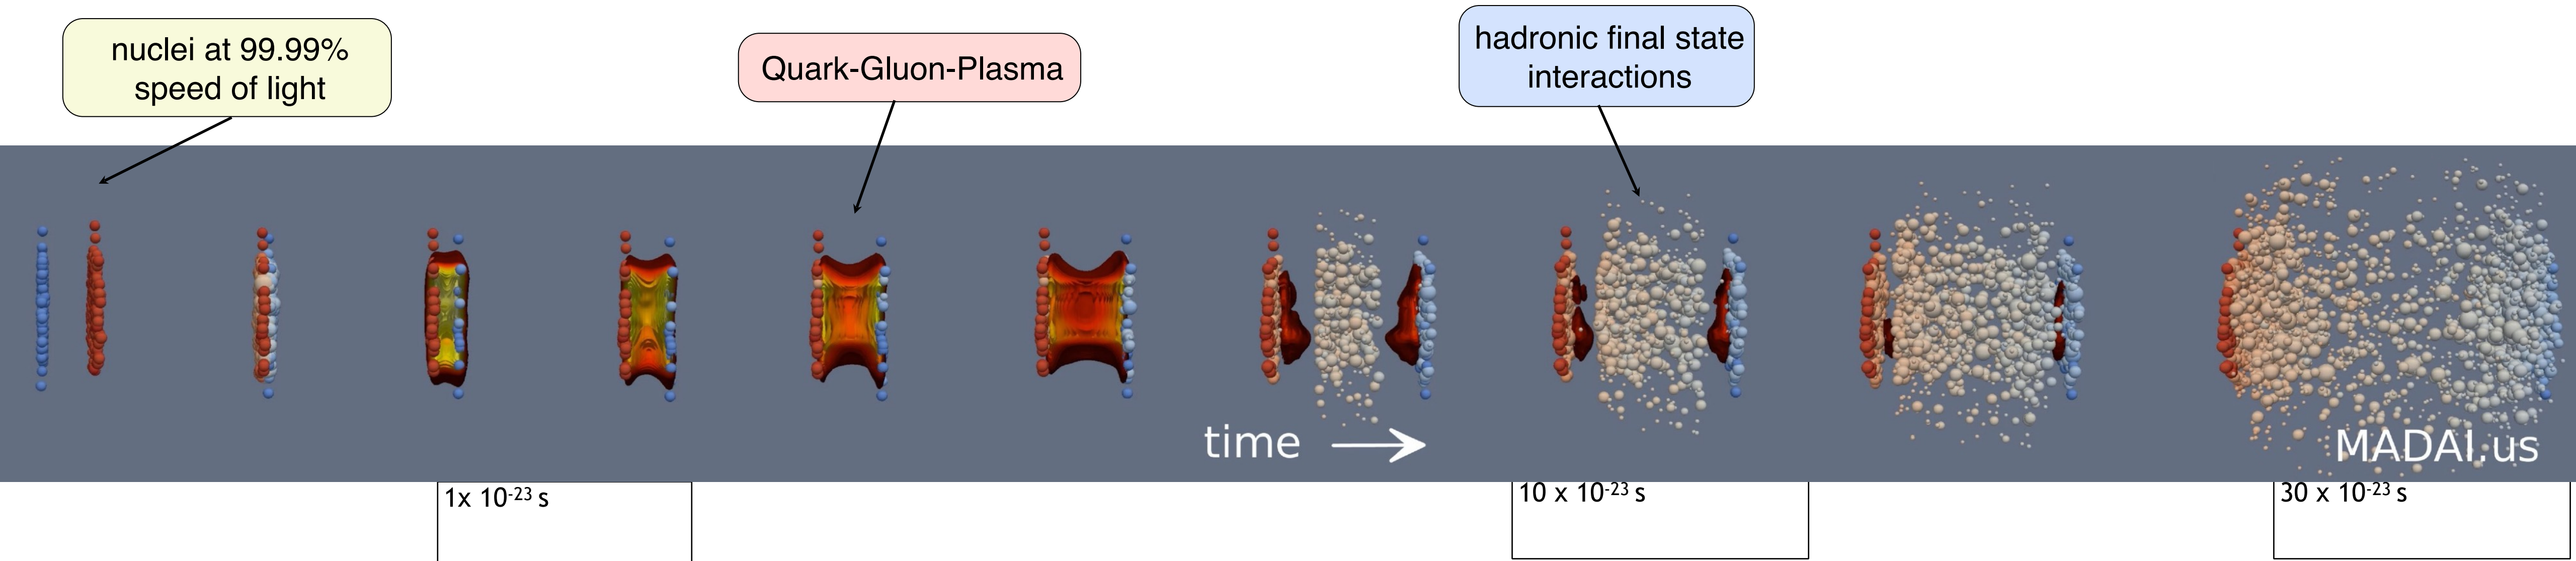 nuclei at 99.99%
speed of light
Quark-Gluon-Plasma
hadronic final state
interactions
time
MADAI.us
1x 10⁻²³ s
10 x 10⁻²³ s
30 x 10⁻²³ s